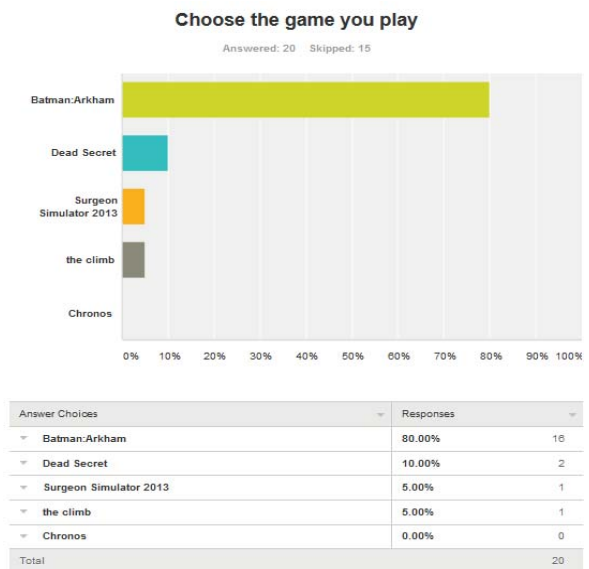 Choose the game you play
Answered: 20 Skipped: 15
Batman:Arkham
Dead Secret
Surgeon
Simulator 2013
the climb
Chronos
0% 10% 20% 30% 40% 50% 60% 70% 80% 90% 100%
Answer Choices Responses
Batman:Arkham 80.00% 16
Dead Secret 10.00% 2
Surgeon Simulator 2013 5.00% 1
the climb 5.00% 1
Chronos 0.00% 0
Total 20